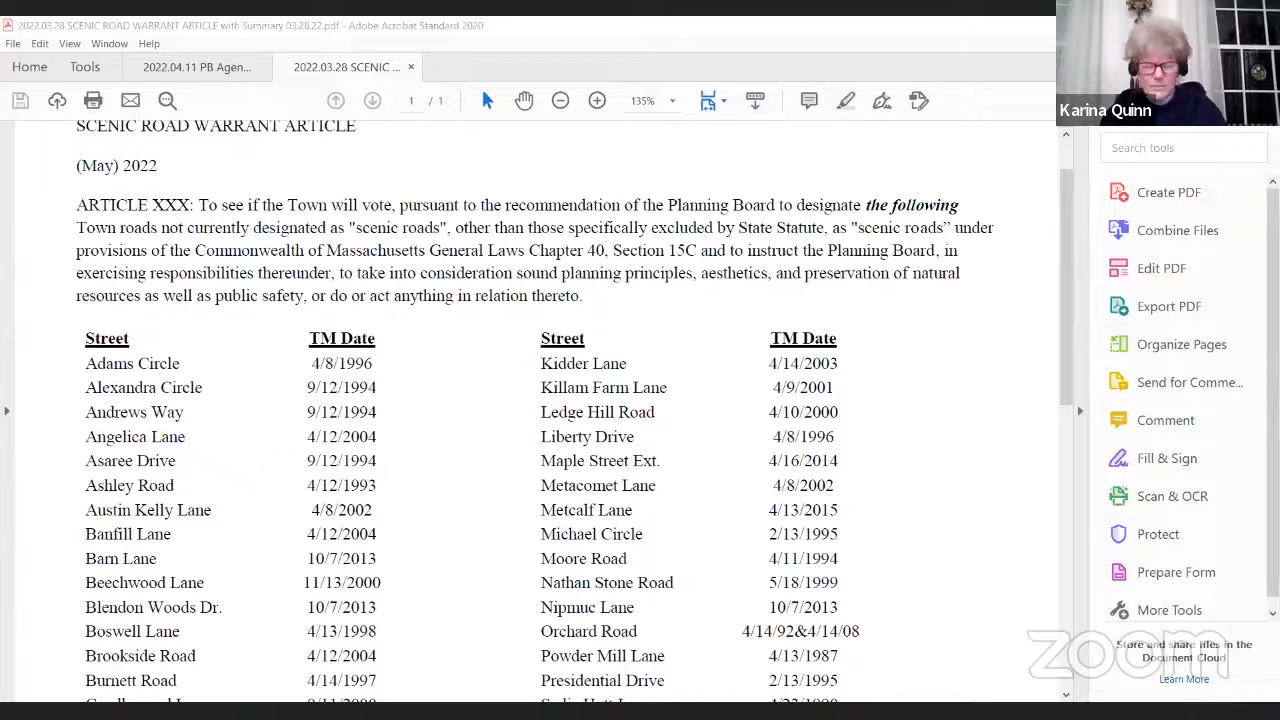 2022.03.28 SCENIC ROAD WARRANT ARTICLE with Summary 03.28.22.pdf - Adobe Acrobat Standard 2020
File Edit View Window Help
Home Tools 2022.04.11 PB Agen... 2022.03.28 SCENIC ... ×
1 / 1 135%
Karina Quinn
SCENIC ROAD WARRANT ARTICLE
(May) 2022
ARTICLE XXX: To see if the Town will vote, pursuant to the recommendation of the Planning Board to designate the following
Town roads not currently designated as "scenic roads", other than those specifically excluded by State Statute, as "scenic roads" under
provisions of the Commonwealth of Massachusetts General Laws Chapter 40, Section 15C and to instruct the Planning Board, in
exercising responsibilities thereunder, to take into consideration sound planning principles, aesthetics, and preservation of natural
resources as well as public safety, or do or act anything in relation thereto.
Street TM Date Street TM Date
Adams Circle 4/8/1996 Kidder Lane 4/14/2003
Alexandra Circle 9/12/1994 Killam Farm Lane 4/9/2001
Andrews Way 9/12/1994 Ledge Hill Road 4/10/2000
Angelica Lane 4/12/2004 Liberty Drive 4/8/1996
Asaree Drive 9/12/1994 Maple Street Ext. 4/16/2014
Ashley Road 4/12/1993 Metacomet Lane 4/8/2002
Austin Kelly Lane 4/8/2002 Metcalf Lane 4/13/2015
Banfill Lane 4/12/2004 Michael Circle 2/13/1995
Barn Lane 10/7/2013 Moore Road 4/11/1994
Beechwood Lane 11/13/2000 Nathan Stone Road 5/18/1999
Blendon Woods Dr. 10/7/2013 Nipmuc Lane 10/7/2013
Boswell Lane 4/13/1998 Orchard Road 4/14/92&4/14/08
Brookside Road 4/12/2004 Powder Mill Lane 4/13/1987
Burnett Road 4/14/1997 Presidential Drive 2/13/1995
Search tools
Create PDF
Combine Files
Edit PDF
Export PDF
Organize Pages
Send for Comme...
Comment
Fill & Sign
Scan & OCR
Protect
Prepare Form
More Tools
Store and share files in the
Document Cloud
Learn More
zoom